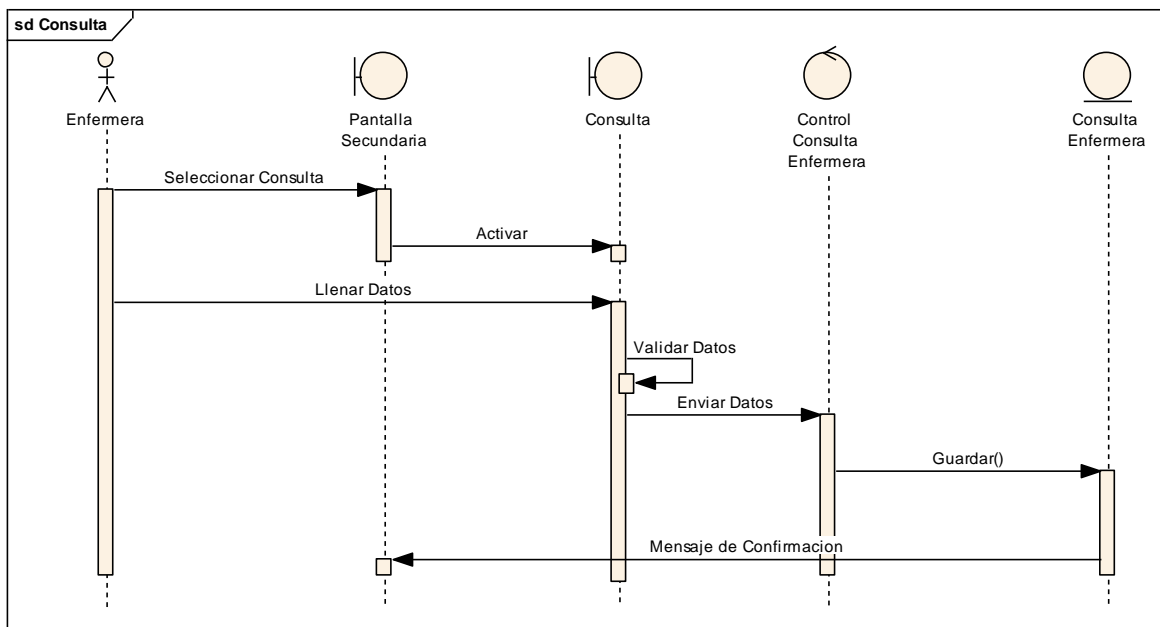 sd Consulta
Enfermera
Pantalla
Secundaria
Consulta
Control
Consulta
Enfermera
Consulta
Enfermera
Seleccionar Consulta
Activar
Llenar Datos
Validar Datos
Enviar Datos
Guardar()
Mensaje de Confirmacion